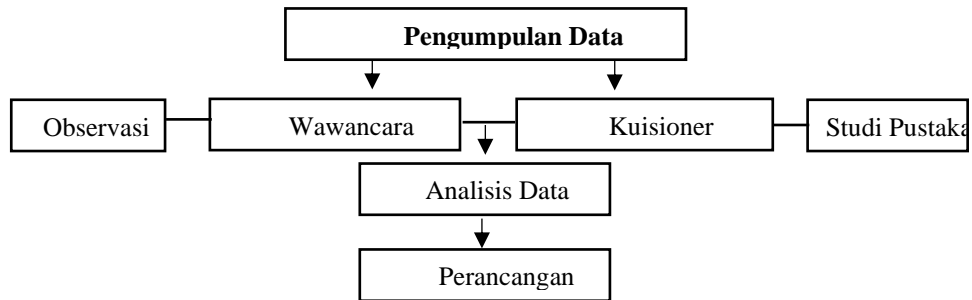 Pengumpulan Data
Observasi
Wawancara
Kuisioner
Studi Pustaka
Analisis Data
Perancangan